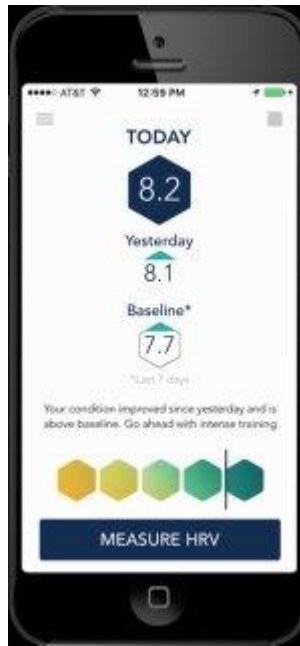 AT&T 12:59 PM
TODAY
8.2
Yesterday
8.1
Baseline*
7.7
*Last 7 days
Your condition improved since yesterday and is
above baseline. Go ahead with intense training
MEASURE HRV